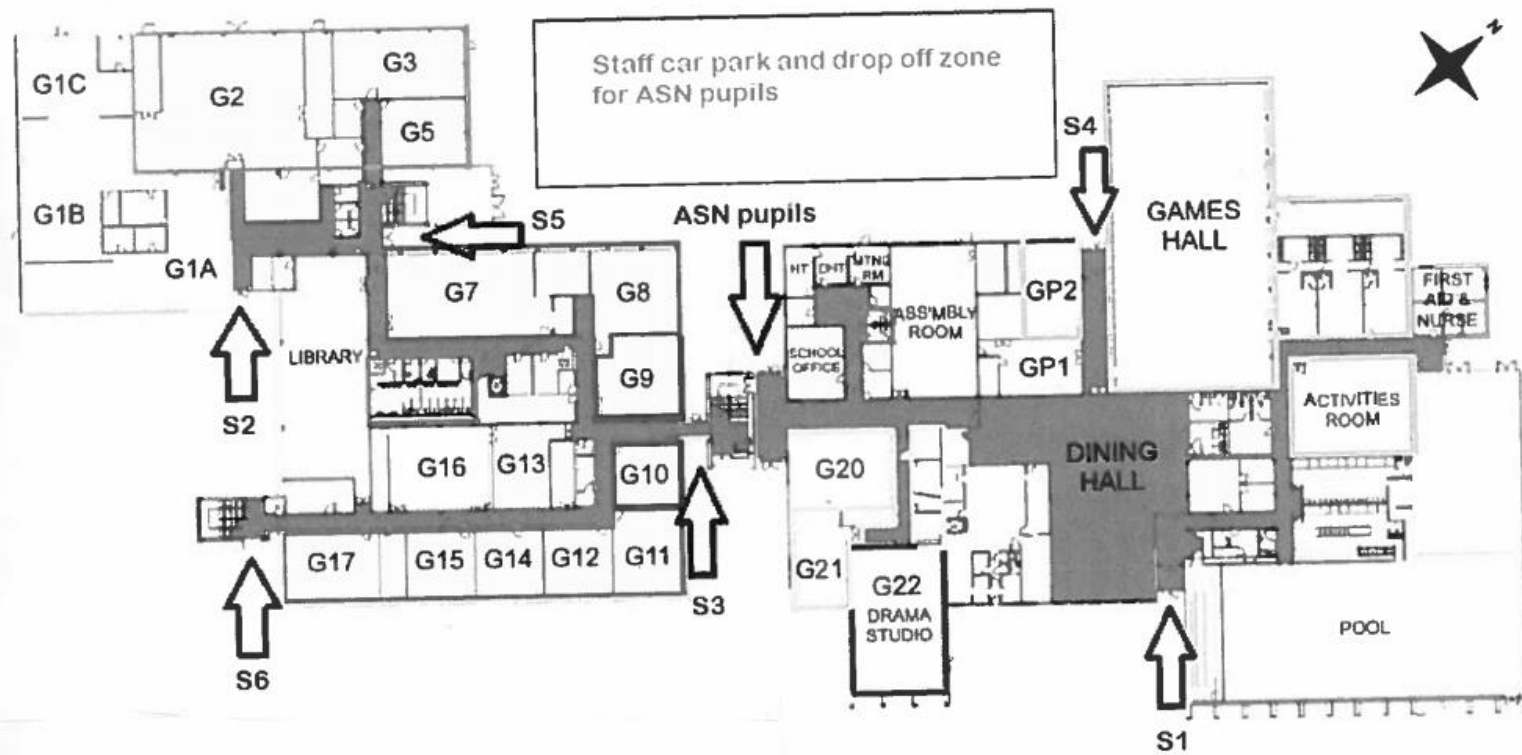 Staff car park and drop off zone
for ASN pupils
N
G1C
G2
G3
G5
S4
G1B
S5
ASN pupils
GAMES
HALL
G1A
G7
G8
HT
DHT
MTNG
RM
GP2
ASS'MBLY
ROOM
FIRST
AID &
NURSE
LIBRARY
G9
SCHOOL
OFFICE
GP1
S2
ACTIVITIES
ROOM
G16
G13
G10
G20
DINING
HALL
G17
G15
G14
G12
G11
G21
G22
DRAMA
STUDIO
S3
POOL
S6
S1